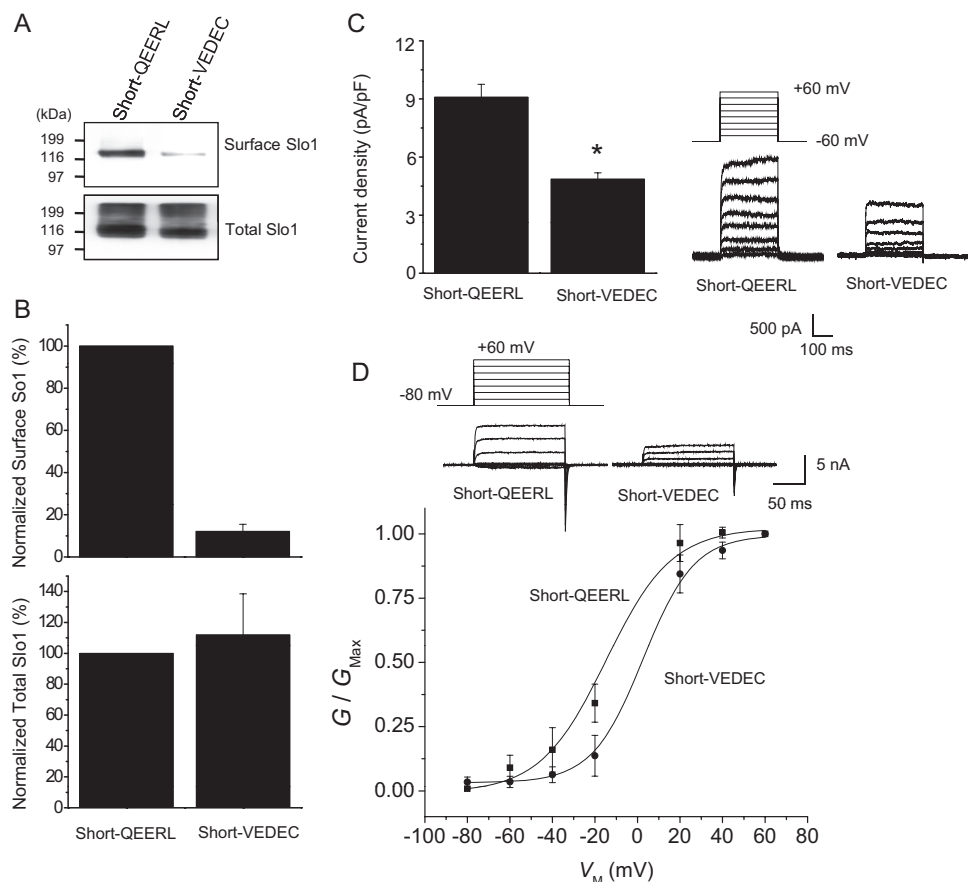 A
Short-QEERL
Short-VEDEC
(kDa)
199
116
97
Surface Slo1
199
116
97
Total Slo1
B
Normalized Surface So1 (%)
100
80
60
40
20
0
Normalized Total Slo1 (%)
140
120
100
80
60
40
20
0
Short-QEERL
Short-VEDEC
C
Current density (pA/pF)
12
9
6
3
0
*
Short-QEERL
Short-VEDEC
+60 mV
-60 mV
Short-QEERL
Short-VEDEC
500 pA
100 ms
D
+60 mV
-80 mV
Short-QEERL
Short-VEDEC
5 nA
50 ms
G / GMax
1.00
0.75
0.50
0.25
0.00
Short-QEERL
Short-VEDEC
-100 -80 -60 -40 -20 0 20 40 60 80
VM (mV)